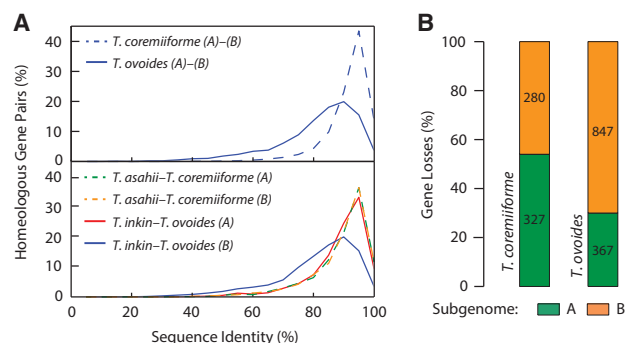 A
B
T. coremiiforme (A)–(B)
T. ovoides (A)–(B)
50
40
30
20
10
0
T. asahii–T. coremiiforme (A)
T. asahii–T. coremiiforme (B)
T. inkin–T. ovoides (A)
T. inkin–T. ovoides (B)
40
30
20
10
0
0 20 40 60 80 100
Homeologous Gene Pairs (%)
Sequence Identity (%)
100
80
60
40
20
0
Gene Losses (%)
T. coremiiforme
280
327
T. ovoides
847
367
Subgenome: A B